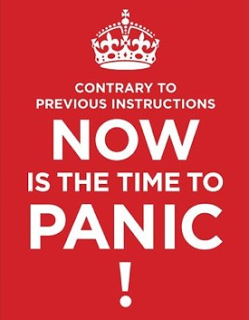 CONTRARY TO
PREVIOUS INSTRUCTIONS
NOW
IS THE TIME TO
PANIC
!